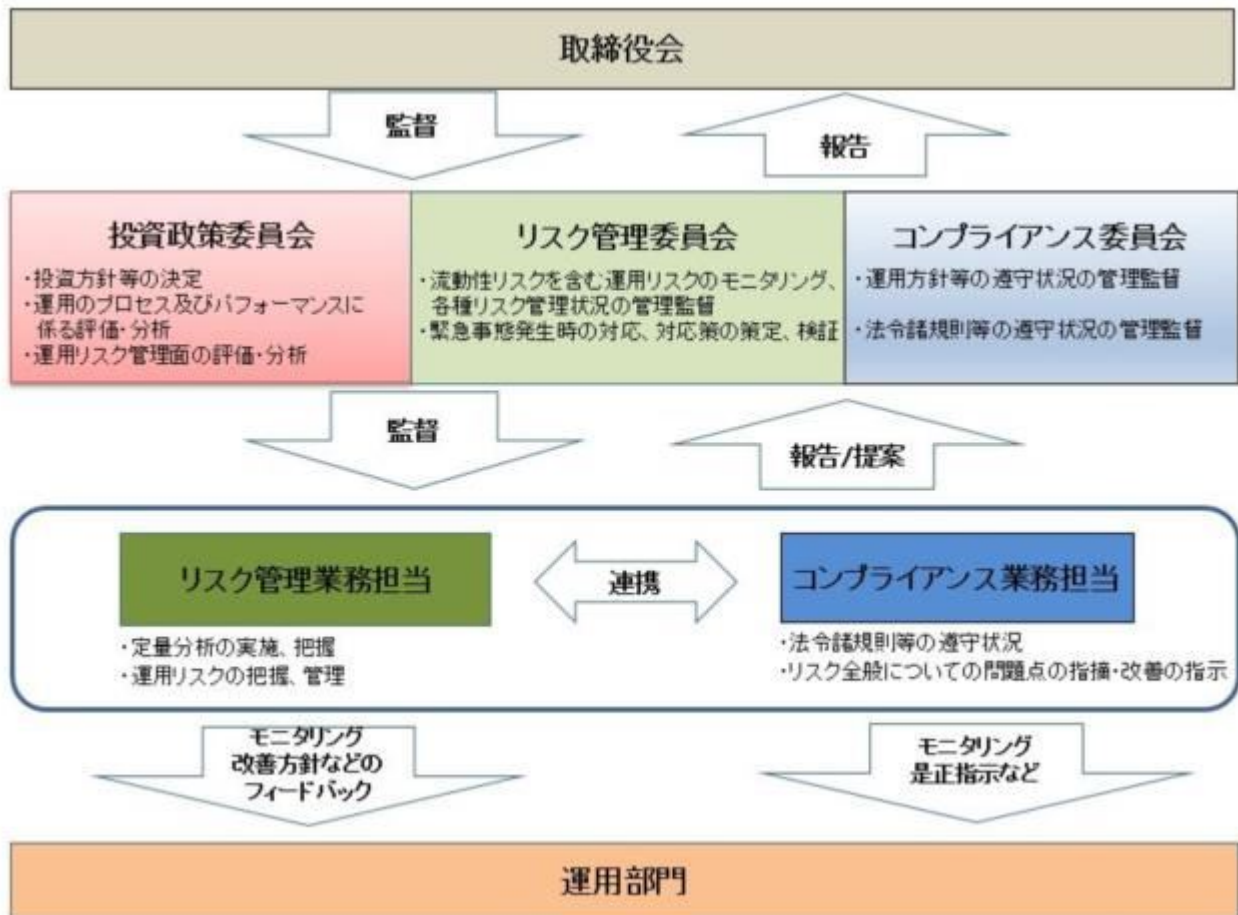 取締役会
監督
報告
投資政策委員会
・投資方針等の決定
・運用のプロセス及びパフォーマンスに
係る評価・分析
・運用リスク管理面の評価・分析
リスク管理委員会
・流動性リスクを含む運用リスクのモニタリング、
各種リスク管理状況の管理監督
・緊急事態発生時の対応、対応策の策定、検証
コンプライアンス委員会
・運用方針等の遵守状況の管理監督
・法令諸規則等の遵守状況の管理監督
監督
報告/提案
リスク管理業務担当
・定量分析の実施、把握
・運用リスクの把握、管理
連携
コンプライアンス業務担当
・法令諸規則等の遵守状況
・リスク全般についての問題点の指摘・改善の指示
モニタリング
改善方針などの
フィードバック
モニタリング
是正指示など
運用部門